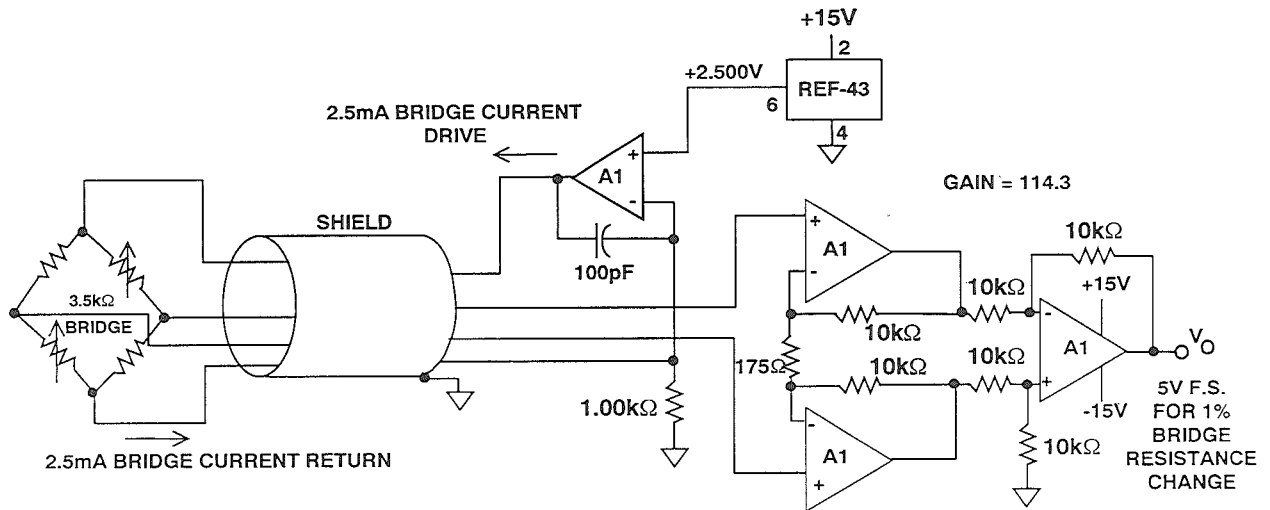 +15V
2
+2.500V
REF-43
6
4
2.5mA BRIDGE CURRENT
DRIVE
+
A1
-
GAIN = 114.3
SHIELD
100pF
+
A1
-
10kΩ
10kΩ
+15V
3.5kΩ
BRIDGE
10kΩ
-
A1
+
VO
175Ω
10kΩ
10kΩ
-15V
5V F.S.
FOR 1%
BRIDGE
RESISTANCE
CHANGE
1.00kΩ
-
A1
+
10kΩ
2.5mA BRIDGE CURRENT RETURN